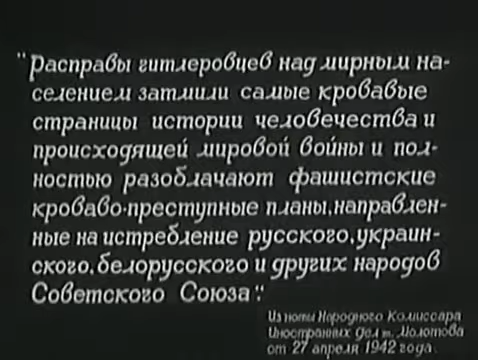 "Расправы гитлеровцев над мирным на-
селением затмили самые кровавые
страницы истории человечества и
происходящей мировой войны и пол-
ностью разоблачают фашистские
кроваво-преступные планы, направлен-
ные на истребление русского, украин-
ского, белорусского и других народов
Советского Союза".
Из ноты Народного Комиссара
Иностранных Дел т. Молотова
от 27 апреля 1942 года.